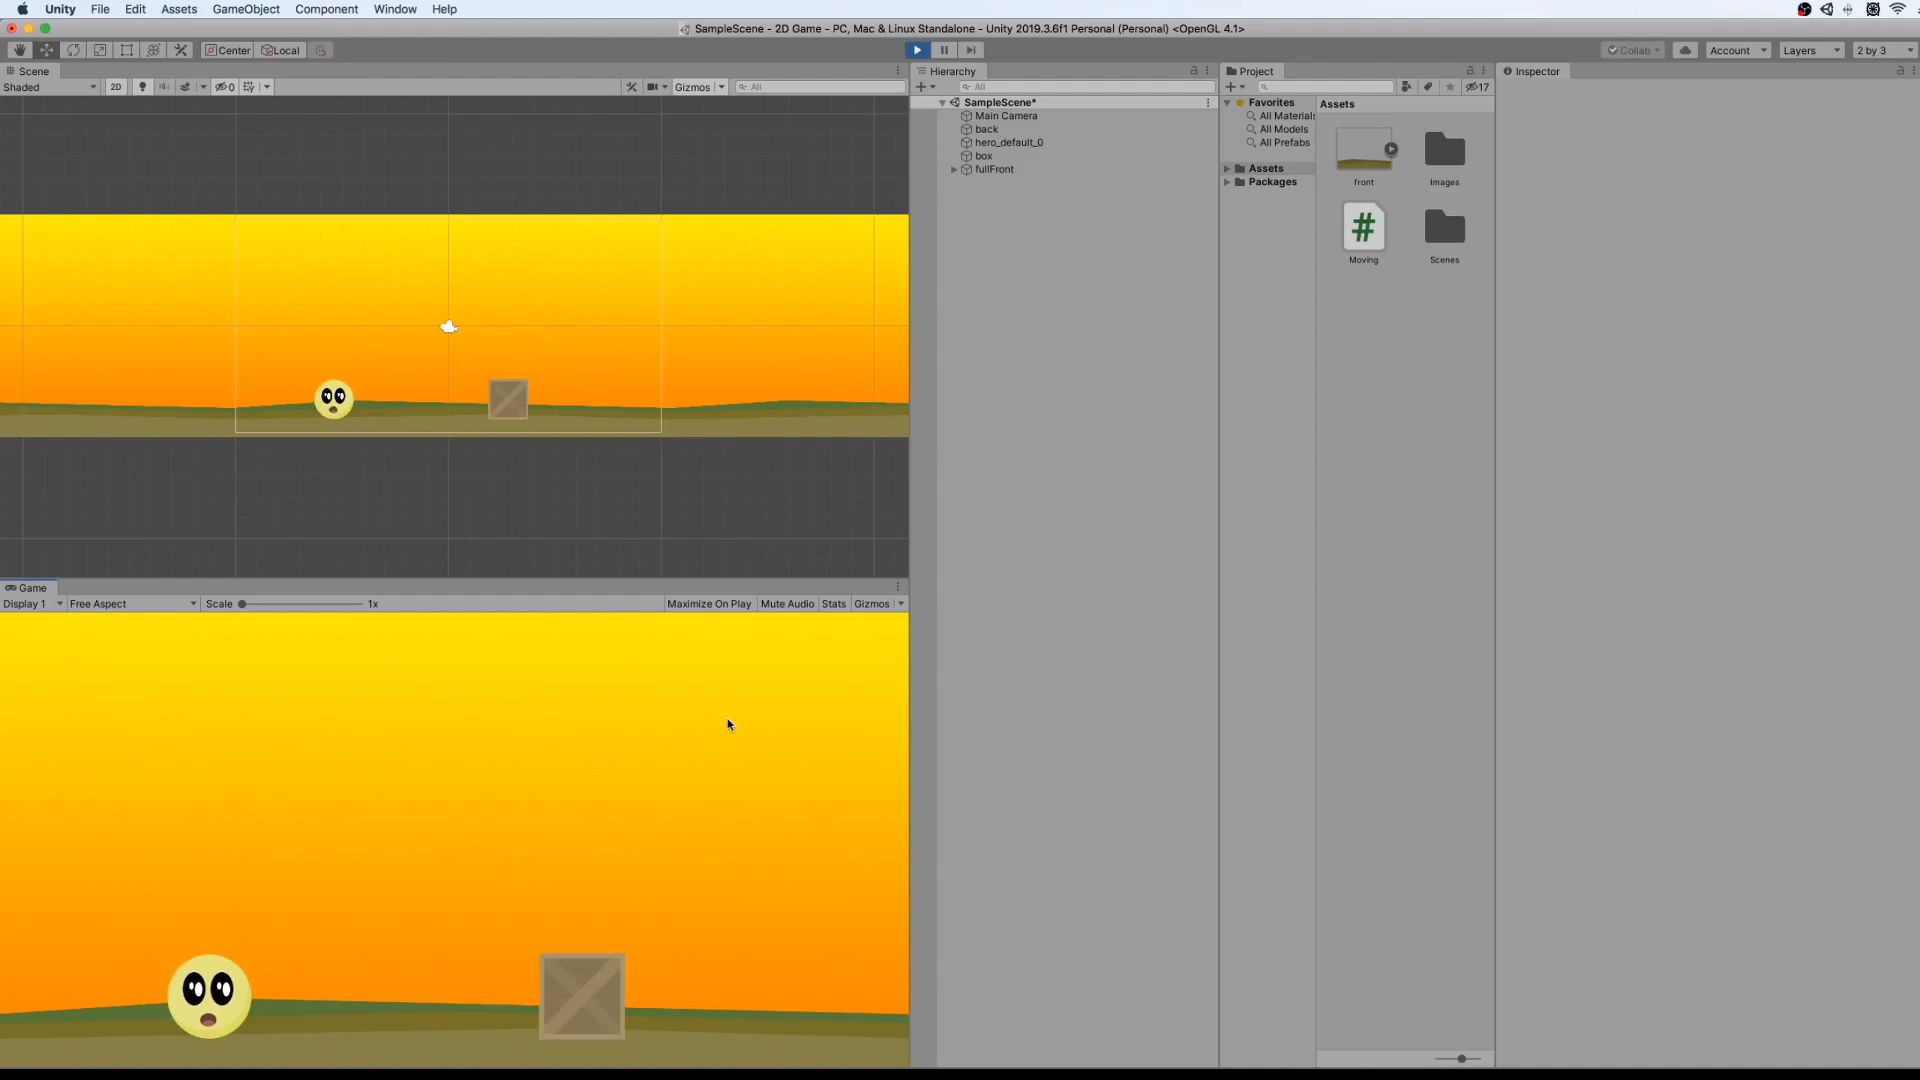 Unity File Edit Assets GameObject Component Window Help
SampleScene - 2D Game - PC, Mac & Linux Standalone - Unity 2019.3.6f1 Personal (Personal) <OpenGL 4.1>
Center Local Collab Account Layers 2 by 3
Scene Hierarchy Project Inspector
Shaded 2D 0 Gizmos All All 17
SampleScene* Favorites Assets
Main Camera All Materials
back All Models
hero_default_0 All Prefabs
box
fullFront Assets
Packages front Images
# Moving Scenes
Game
Display 1 Free Aspect Scale 1x Maximize On Play Mute Audio Stats Gizmos